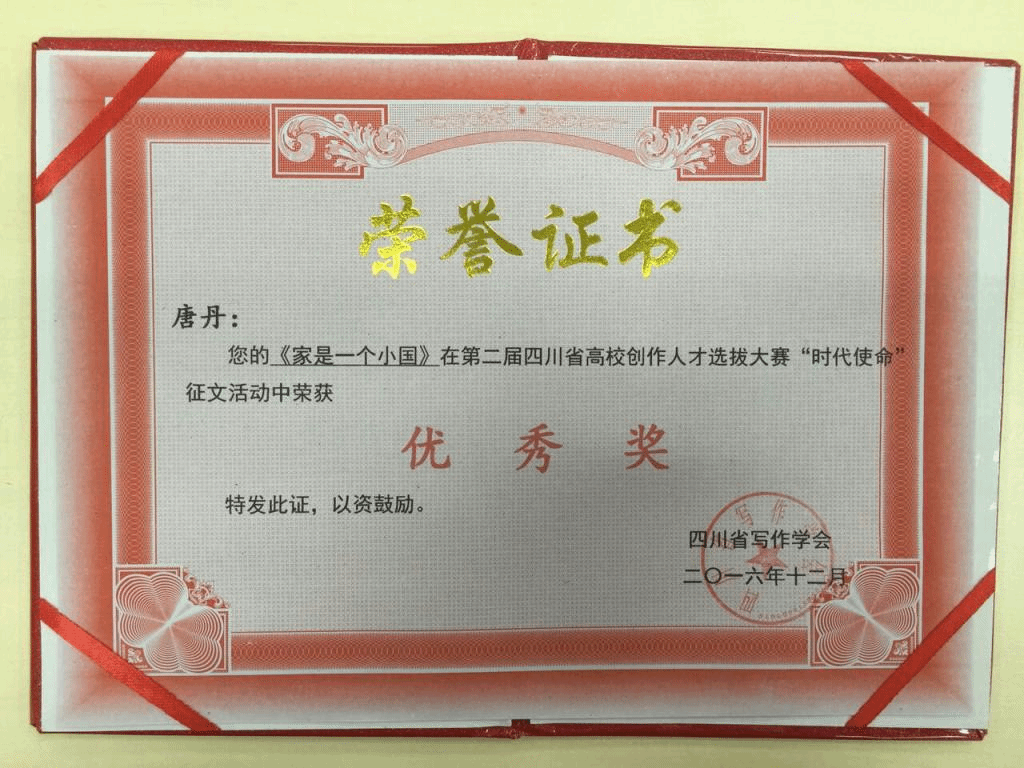 荣誉证书
唐丹：
您的《家是一个小国》在第二届四川省高校创作人才选拔大赛“时代使命”
征文活动中荣获
优秀奖
特发此证，以资鼓励。
四川省写作学会
二〇一六年十二月